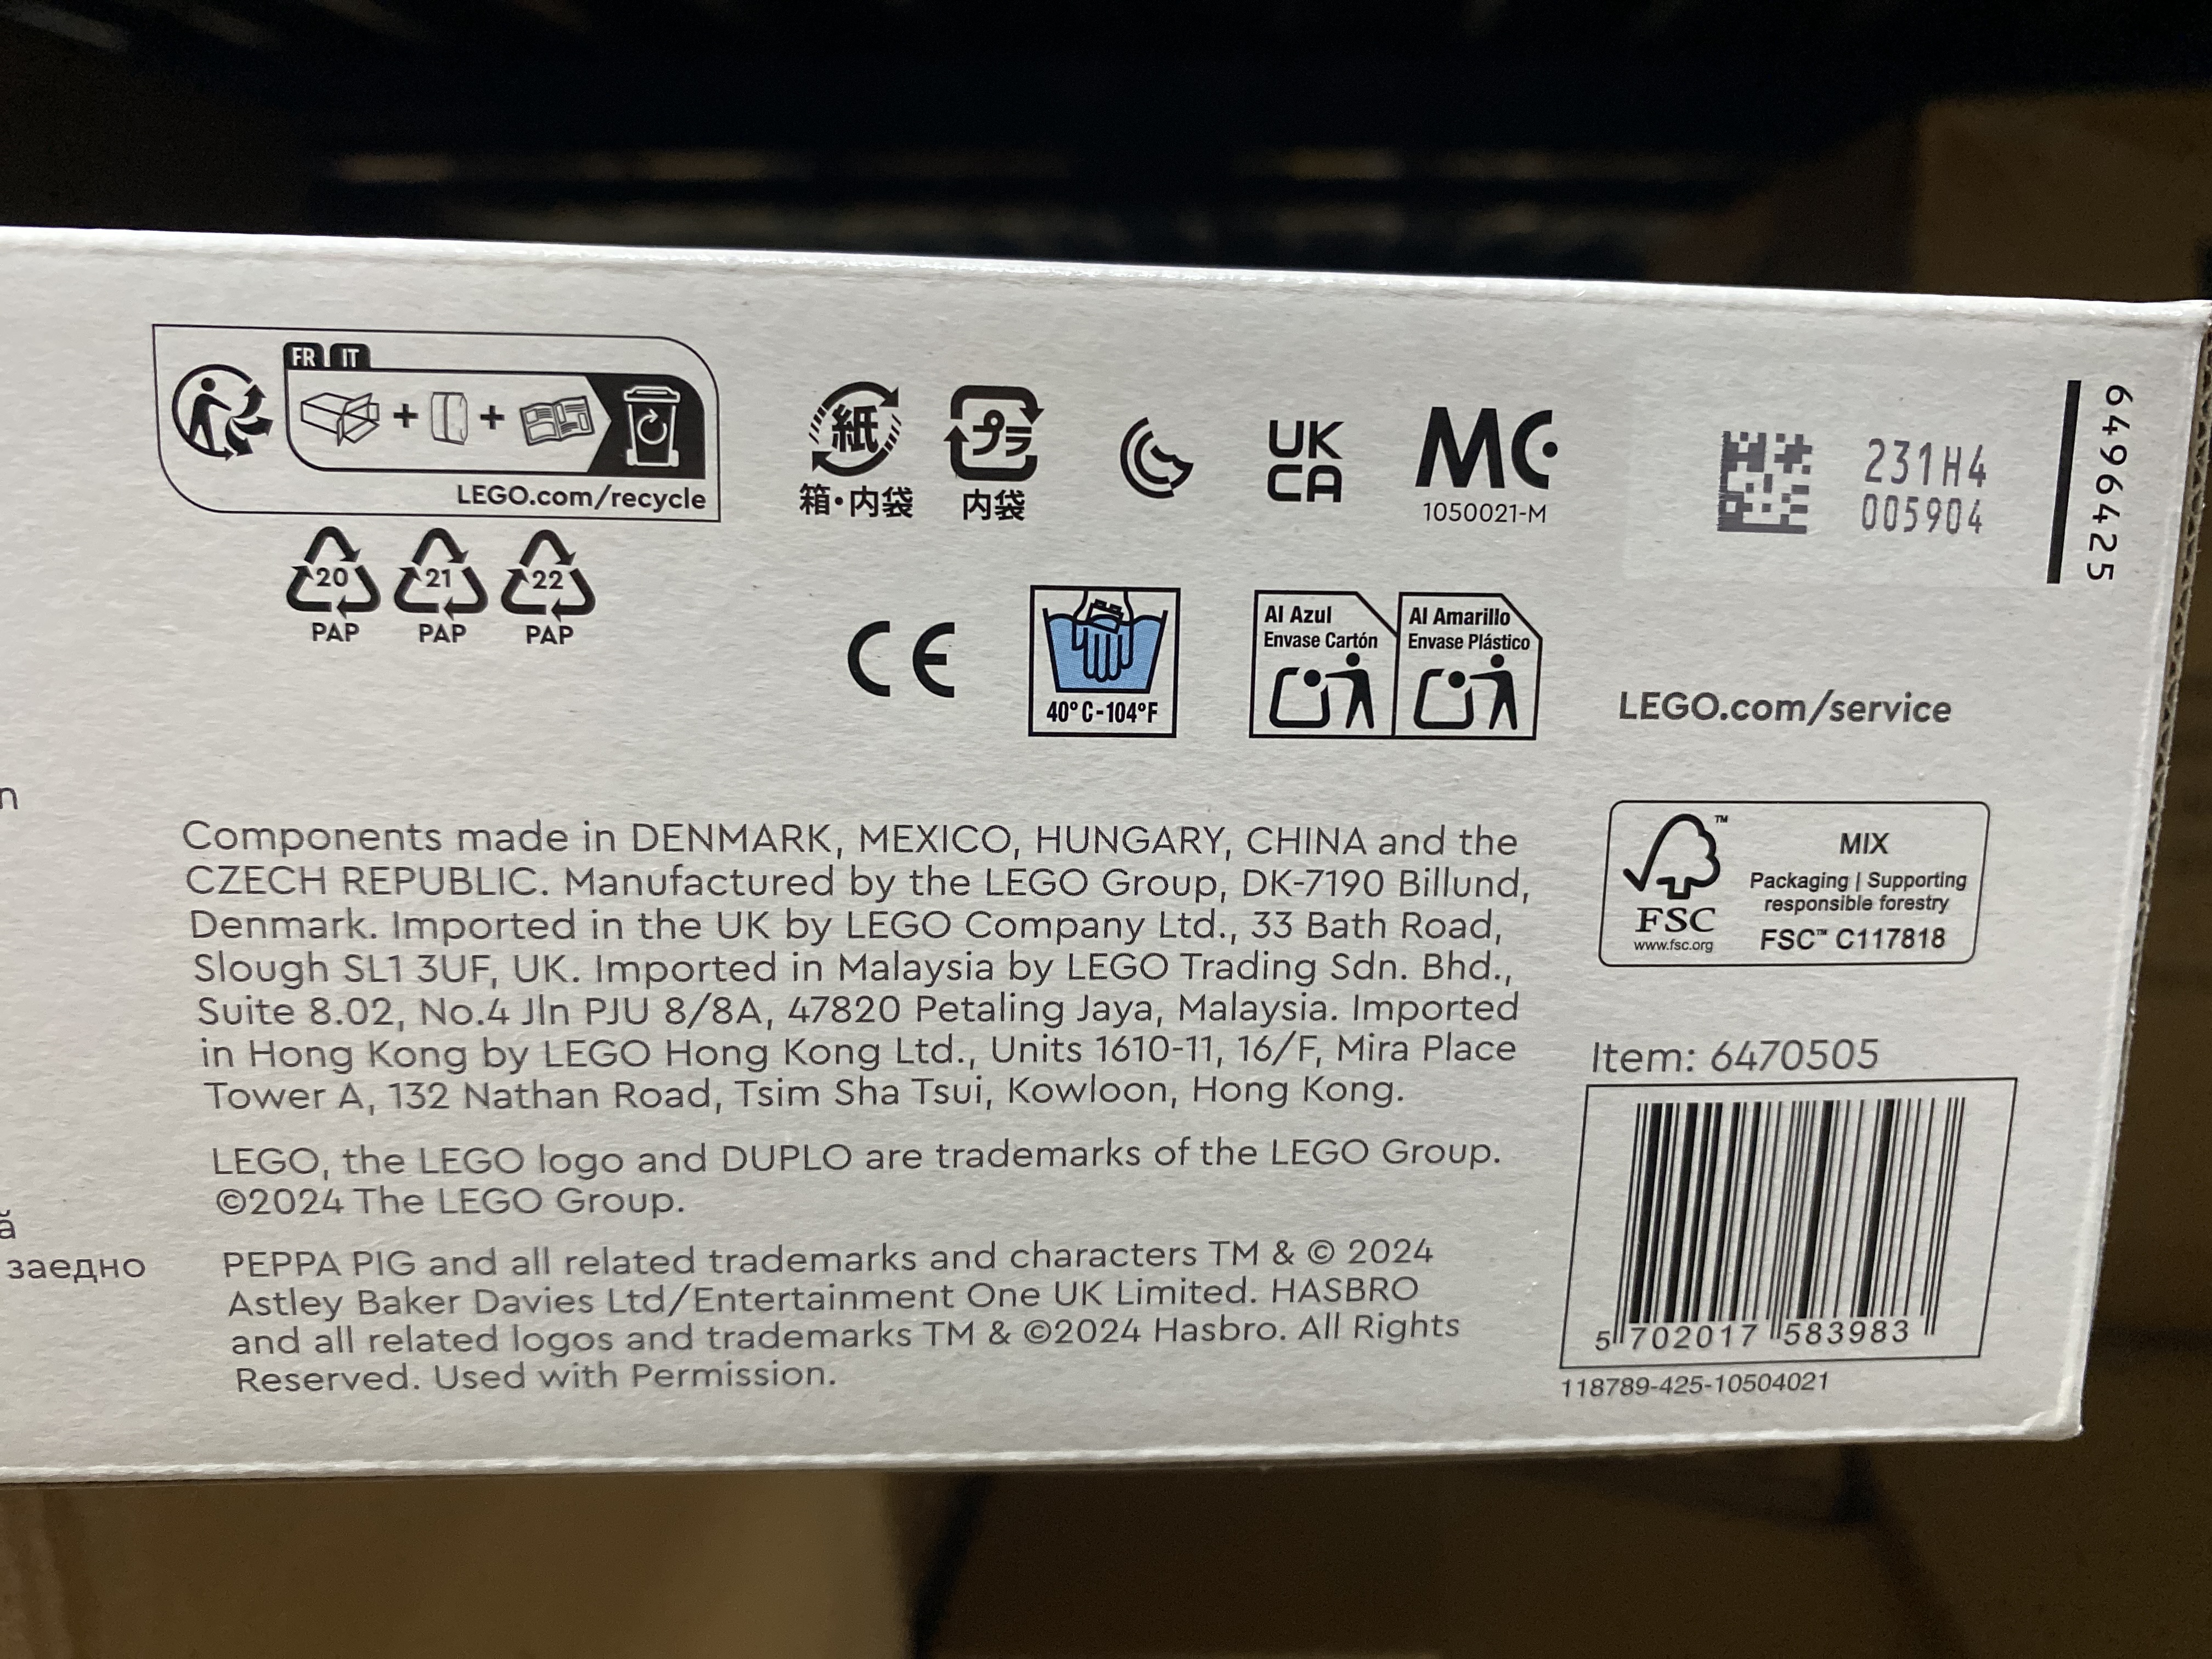 FR IT
LEGO.com/recycle
20
PAP
21
PAP
22
PAP
紙
箱・内袋
プラ
内袋
UK
CA
MC
1050021-M
231H4
005904
6496425
CE
40°C-104°F
Al Azul
Envase Cartón
Al Amarillo
Envase Plástico
LEGO.com/service
Components made in DENMARK, MEXICO, HUNGARY, CHINA and the
CZECH REPUBLIC. Manufactured by the LEGO Group, DK-7190 Billund,
Denmark. Imported in the UK by LEGO Company Ltd., 33 Bath Road,
Slough SL1 3UF, UK. Imported in Malaysia by LEGO Trading Sdn. Bhd.,
Suite 8.02, No.4 Jln PJU 8/8A, 47820 Petaling Jaya, Malaysia. Imported
in Hong Kong by LEGO Hong Kong Ltd., Units 1610-11, 16/F, Mira Place
Tower A, 132 Nathan Road, Tsim Sha Tsui, Kowloon, Hong Kong.
LEGO, the LEGO logo and DUPLO are trademarks of the LEGO Group.
©2024 The LEGO Group.
заедно
PEPPA PIG and all related trademarks and characters TM & © 2024
Astley Baker Davies Ltd/Entertainment One UK Limited. HASBRO
and all related logos and trademarks TM & ©2024 Hasbro. All Rights
Reserved. Used with Permission.
TM
FSC
www.fsc.org
MIX
Packaging | Supporting
responsible forestry
FSC™ C117818
Item: 6470505
5 702017 583983
118789-425-10504021